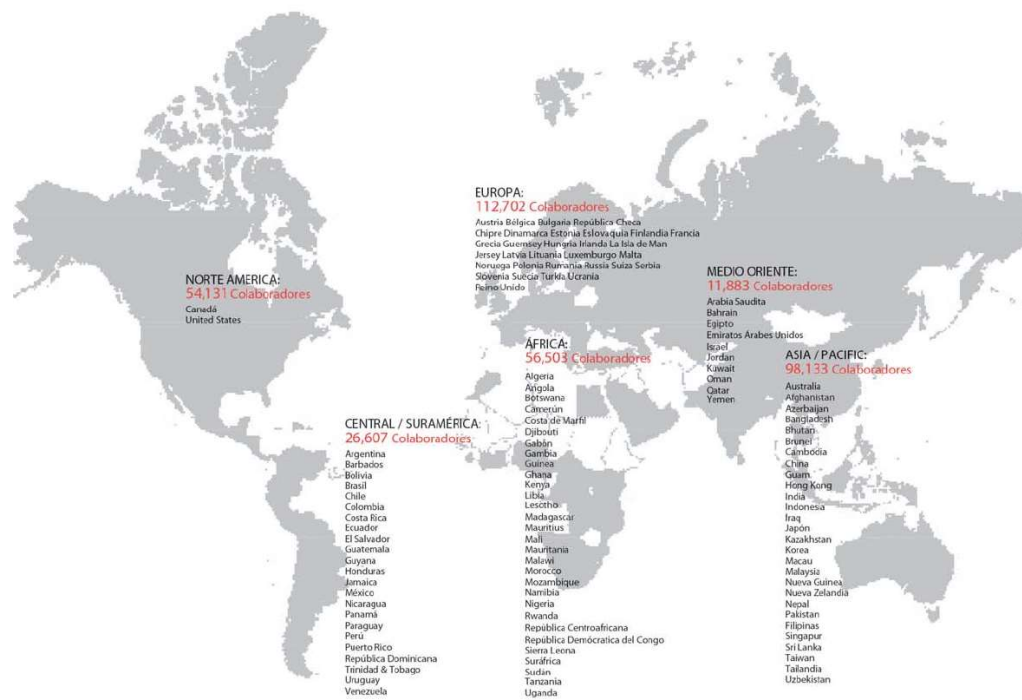 EUROPA:
112,702 Colaboradores
Austria Bélgica Bulgaria República Checa
Chipre Dinamarca Estonia Eslovaquia Finlandia Francia
Grecia Guernsey Hungria Irlanda La Isla de Man
Jersey Latvia Lituania Luxemburgo Malta
Noruega Polonia Rumania Russia Suiza Serbia
Slovenia Suecia Turkia Ucrania
Reino Unido
NORTE AMERICA:
54,131 Colaboradores
Canadá
United States
MEDIO ORIENTE:
11,883 Colaboradores
Arabia Saudita
Bahrain
Egipto
Emiratos Arabes Unidos
Israel
Jordan
Kuwait
Oman
Qatar
Yemen
ÁFRICA:
56,503 Colaboradores
Algeria
Angola
Botswana
Camerún
Costa de Marfil
Djibouti
Gabón
Gambia
Guinea
Ghana
Kenya
Libia
Lesotho
Madagascar
Mauritius
Mali
Mauritania
Malawi
Morocco
Mozambique
Namibia
Nigeria
Rwanda
República Centroafricana
República Demócratica del Congo
Sierra Leona
Suráfrica
Sudán
Tanzania
Uganda
ASIA / PACIFIC:
98,133 Colaboradores
Australia
Afghanistan
Azerbaijan
Bangladesh
Bhutan
Brunei
Cambodia
China
Guam
Hong Kong
India
Indonesia
Iraq
Japón
Kazakhstan
Korea
Macau
Malaysia
Nueva Guinea
Nueva Zelandia
Nepal
Pakistan
Filipinas
Singapur
Sri Lanka
Taiwan
Tailandia
Uzbekistan
CENTRAL / SURAMÉRICA:
26,607 Colaboradores
Argentina
Barbados
Bolivia
Brasil
Chile
Colombia
Costa Rica
Ecuador
El Salvador
Guatemala
Guyana
Honduras
Jamaica
México
Nicaragua
Panamá
Paraguay
Perú
Puerto Rico
República Dominicana
Trinidad & Tobago
Uruguay
Venezuela